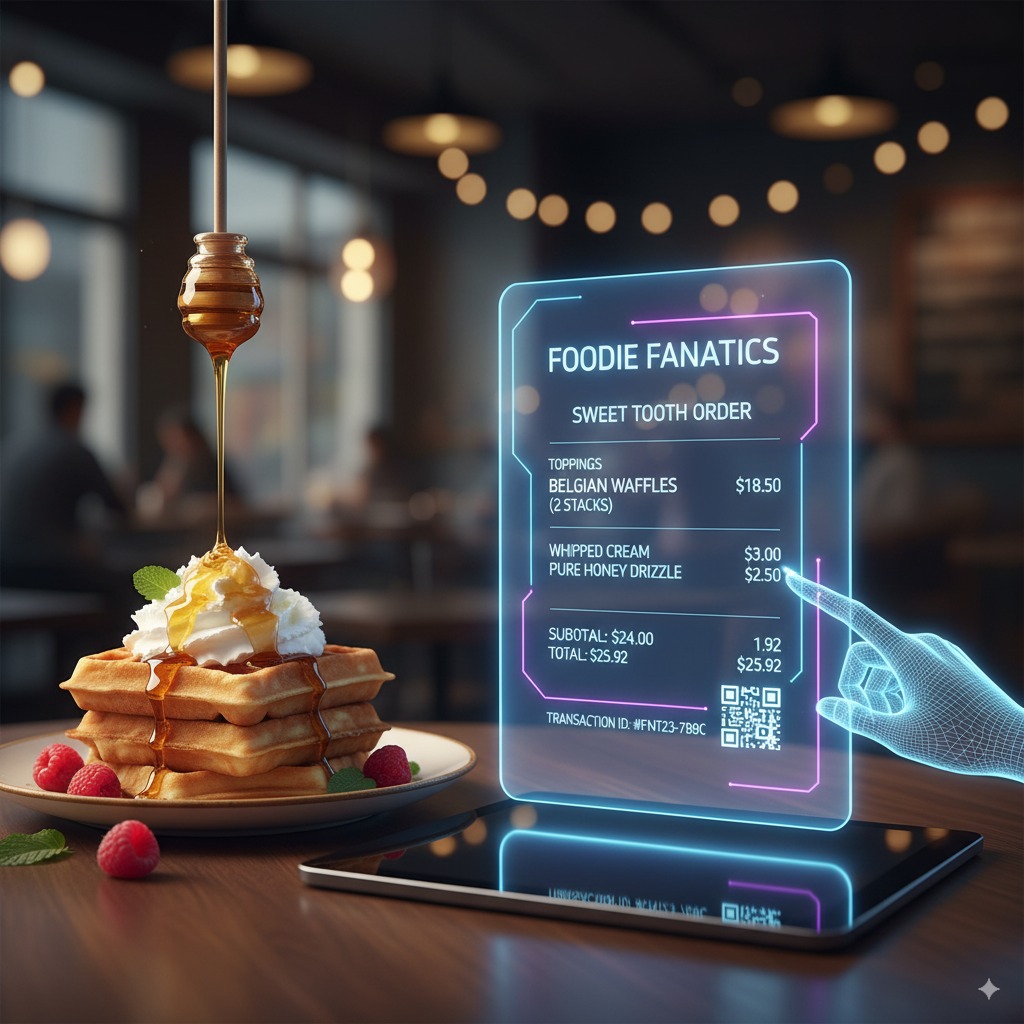 FOODIE FANATICS
SWEET TOOTH ORDER
TOPPINGS
BELGIAN WAFFLES $18.50
(2 STACKS)
WHIPPED CREAM $3.00
PURE HONEY DRIZZLE $2.50
SUBOTAL: $24.00 1.92
TOTAL: $25.92 $25.92
TRANSACTION ID: #FNT23-7B9C